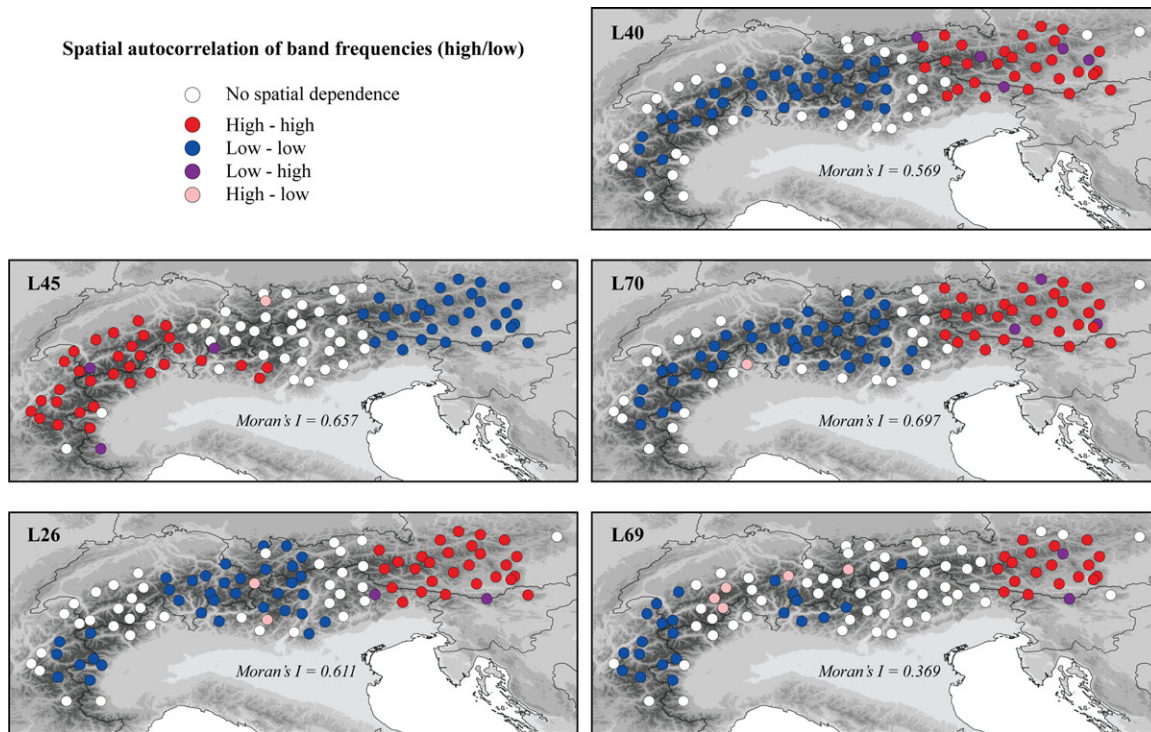 Spatial autocorrelation of band frequencies (high/low)
No spatial dependence
High - high
Low - low
Low - high
High - low
L40
Moran's I = 0.569
L45
Moran's I = 0.657
L70
Moran's I = 0.697
L26
Moran's I = 0.611
L69
Moran's I = 0.369